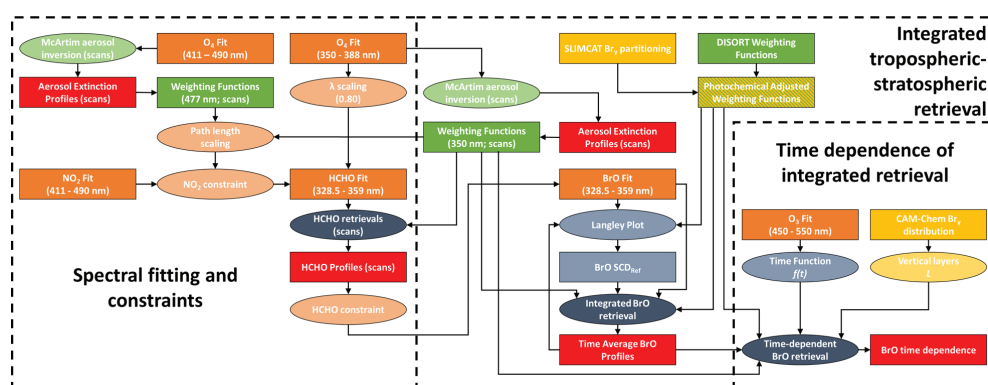 McArtim aerosol
inversion (scans)
O₄ Fit
(411 – 490 nm)
O₄ Fit
(350 - 388 nm)
Aerosol Extinction
Profiles (scans)
Weighting Functions
(477 nm; scans)
λ scaling
(0.80)
Path length
scaling
NO₂ Fit
(411 - 490 nm)
NO₂ constraint
HCHO Fit
(328.5 - 359 nm)
HCHO retrievals
(scans)
HCHO Profiles (scans)
HCHO constraint
Spectral fitting and
constraints
SLIMCAT Brᵧ partitioning
DISORT Weighting
Functions
McArtim aerosol
inversion (scans)
Photochemical Adjusted
Weighting Functions
Weighting Functions
(350 nm; scans)
Aerosol Extinction
Profiles (scans)
BrO Fit
(328.5 - 359 nm)
Langley Plot
BrO SCD_Ref
Integrated BrO
retrieval
Time Average BrO
Profiles
Integrated
tropospheric-
stratospheric
retrieval
Time dependence of
integrated retrieval
O₃ Fit
(450 - 550 nm)
CAM-Chem Brᵧ
distribution
Time Function
f(t)
Vertical layers
L
Time-dependent
BrO retrieval
BrO time dependence